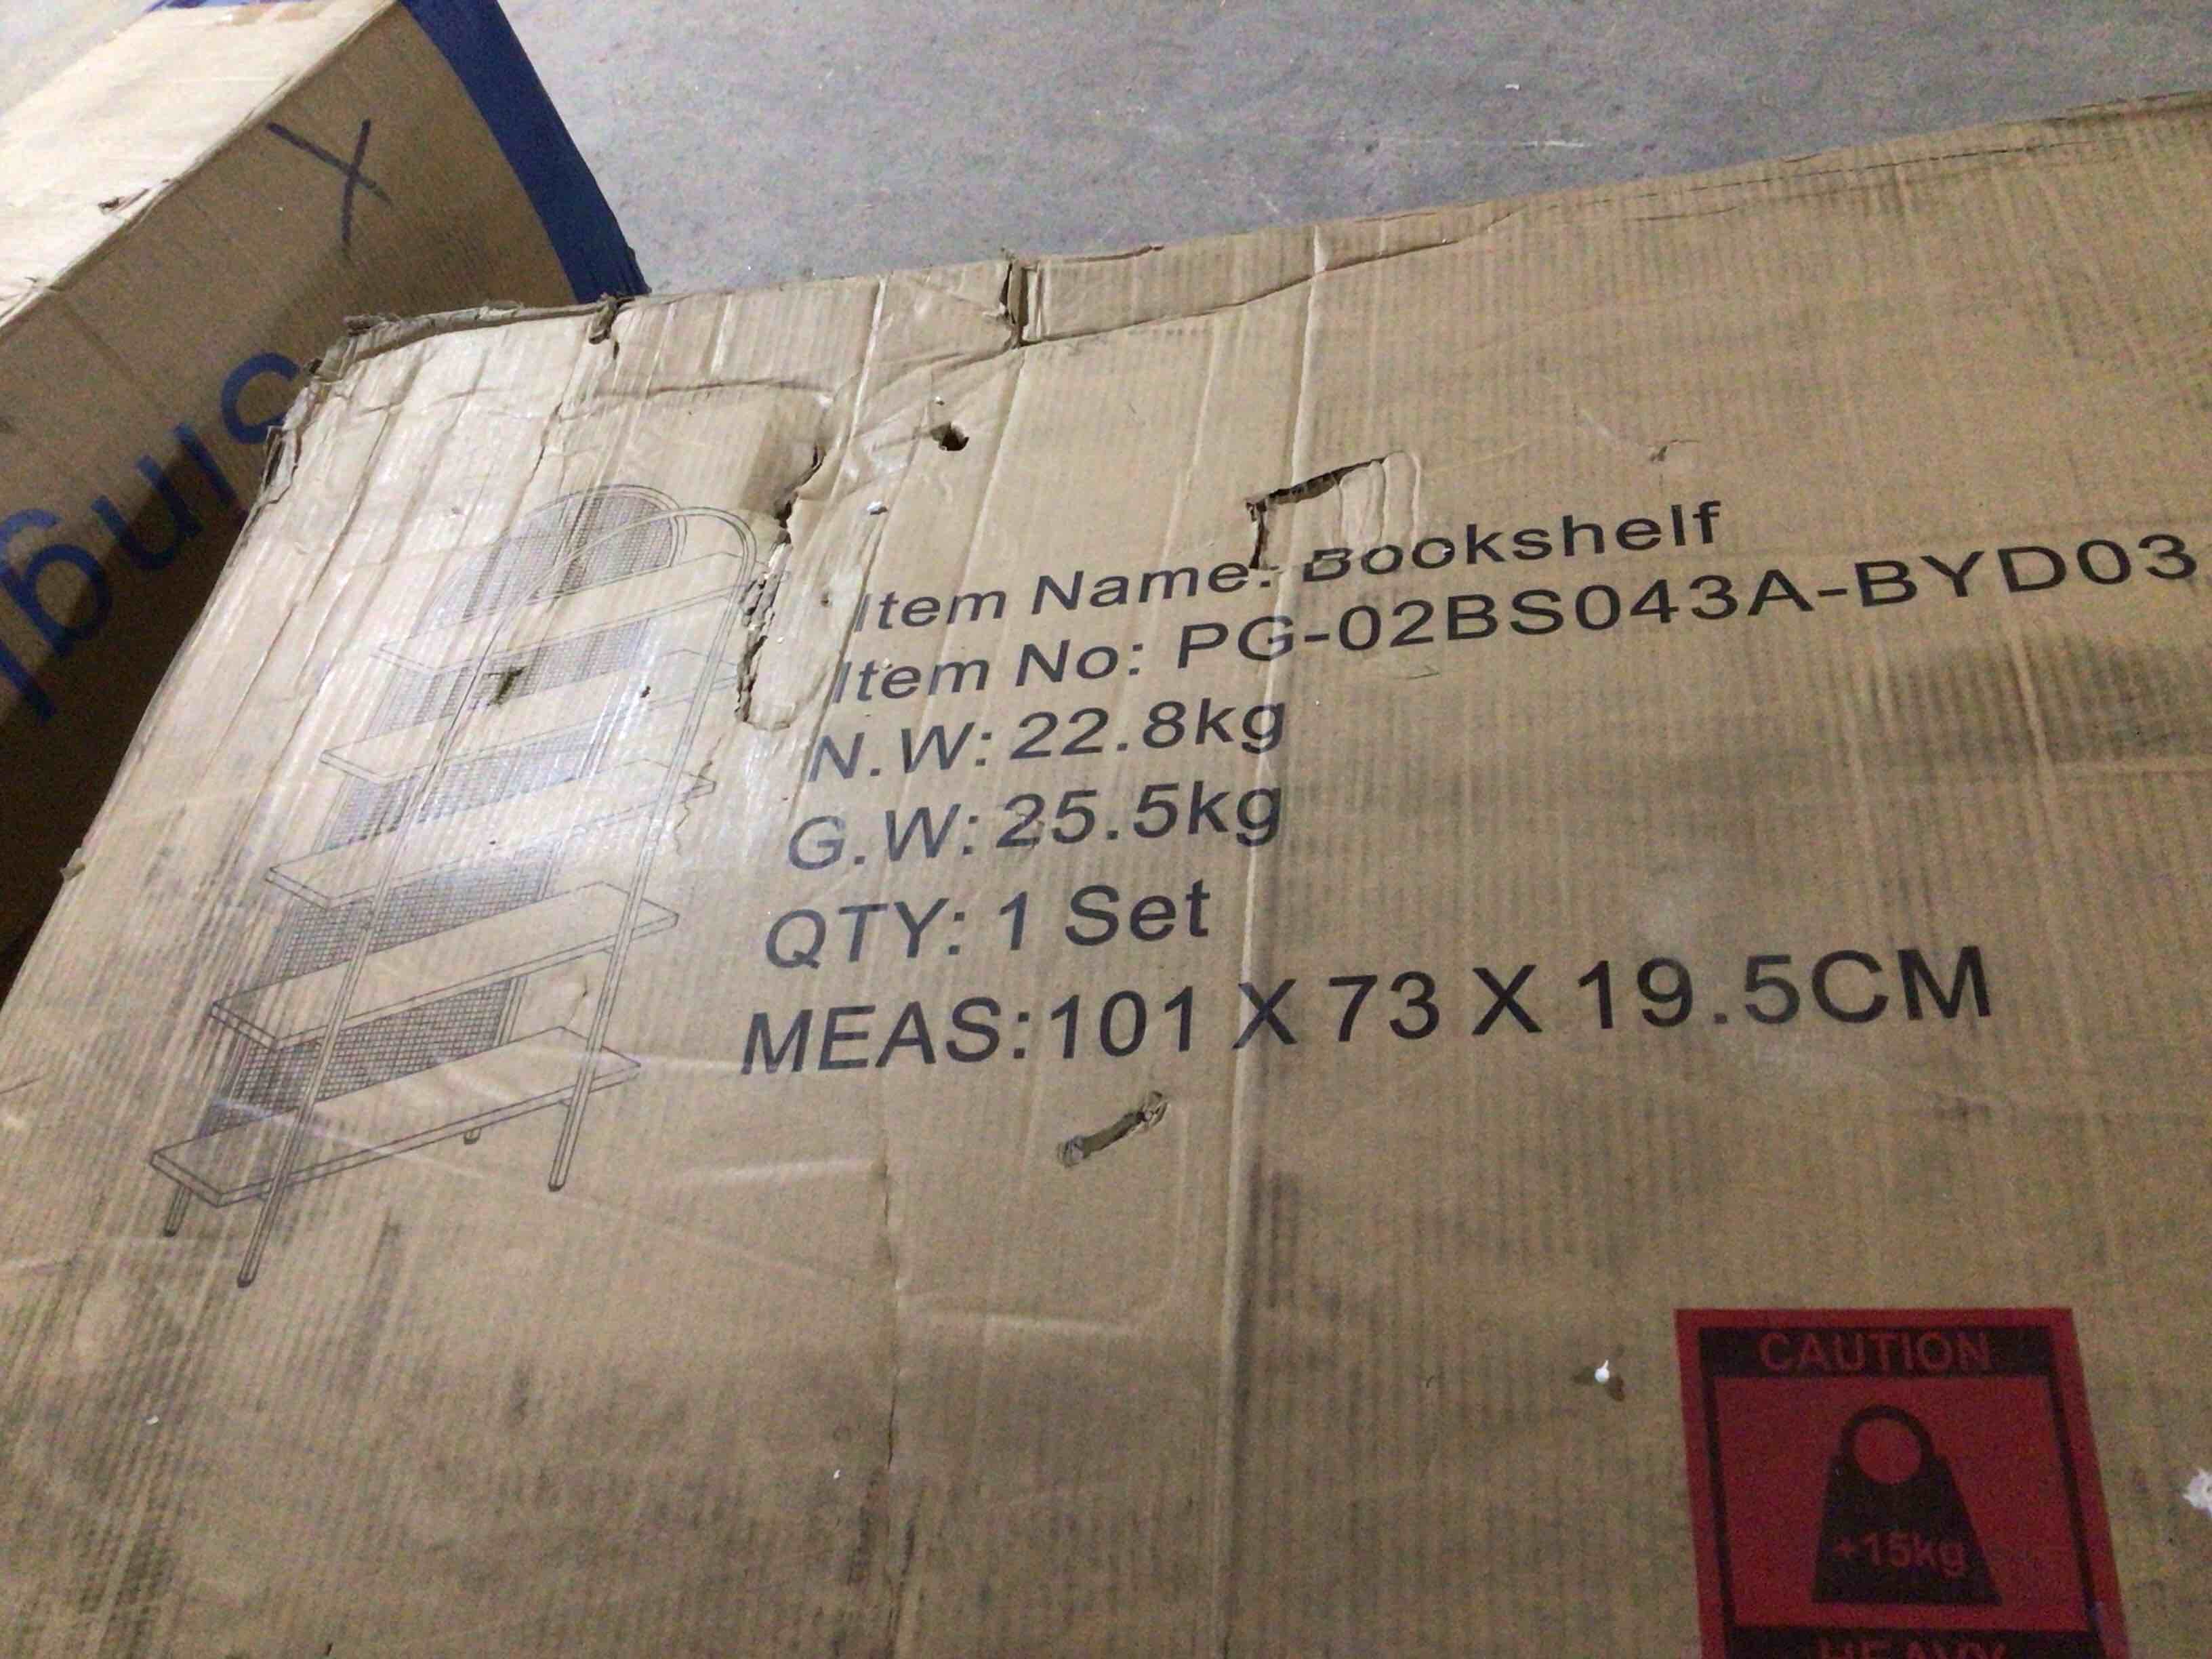 Item Name: Bookshelf
Item No: PG-02BS043A-BYD03
N.W: 22.8kg
G.W: 25.5kg
QTY: 1 Set
MEAS:101 X 73 X 19.5CM
CAUTION
+15kg
HEAVY
X